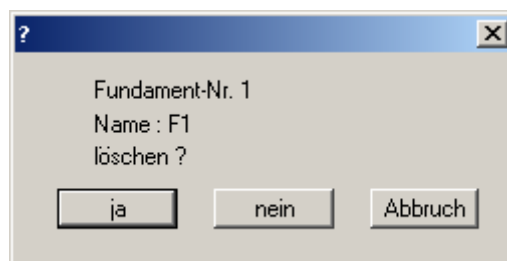 ?
Fundament-Nr. 1
Name : F1
löschen ?
ja nein Abbruch